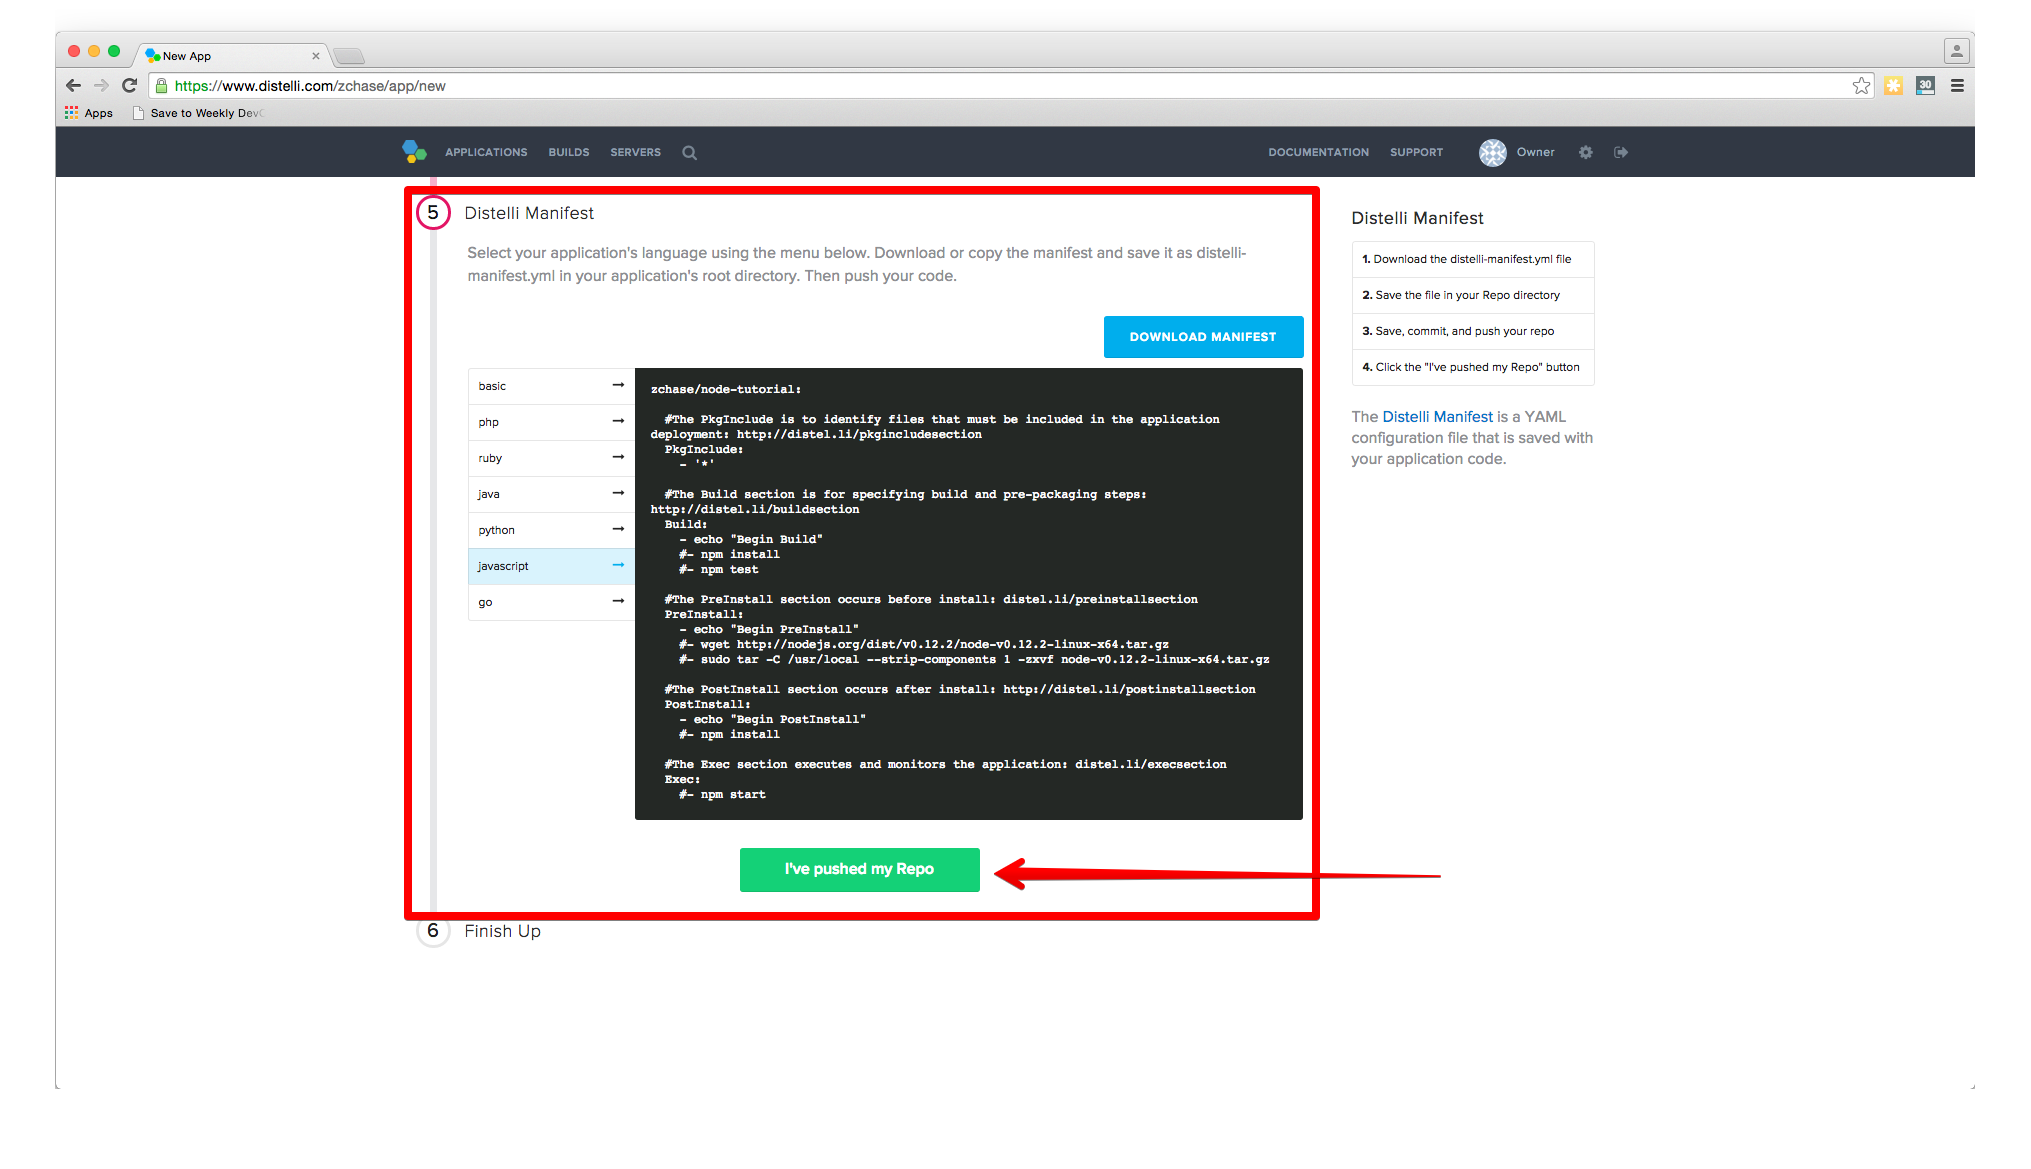 New App
https://www.distelli.com/zchase/app/new
30
Apps
Save to Weekly Dev
APPLICATIONS
BUILDS
SERVERS
DOCUMENTATION
SUPPORT
Owner
5
Distelli Manifest
Select your application's language using the menu below. Download or copy the manifest and save it as distelli-
manifest.yml in your application's root directory. Then push your code.
DOWNLOAD MANIFEST
basic
php
ruby
java
python
javascript
go
zchase/node-tutorial:
#The PkgInclude is to identify files that must be included in the application
deployment: http://distel.li/pkgincludesection
PkgInclude:
- '*'
#The Build section is for specifying build and pre-packaging steps:
http://distel.li/buildsection
Build:
- echo "Begin Build"
#- npm install
#- npm test
#The PreInstall section occurs before install: distel.li/preinstallsection
PreInstall:
- echo "Begin PreInstall"
#- wget http://nodejs.org/dist/v0.12.2/node-v0.12.2-linux-x64.tar.gz
#- sudo tar -C /usr/local --strip-components 1 -zxvf node-v0.12.2-linux-x64.tar.gz
#The PostInstall section occurs after install: http://distel.li/postinstallsection
PostInstall:
- echo "Begin PostInstall"
#- npm install
#The Exec section executes and monitors the application: distel.li/execsection
Exec:
#- npm start
I've pushed my Repo
6
Finish Up
Distelli Manifest
1. Download the distelli-manifest.yml file
2. Save the file in your Repo directory
3. Save, commit, and push your repo
4. Click the "I've pushed my Repo" button
The Distelli Manifest is a YAML
configuration file that is saved with
your application code.